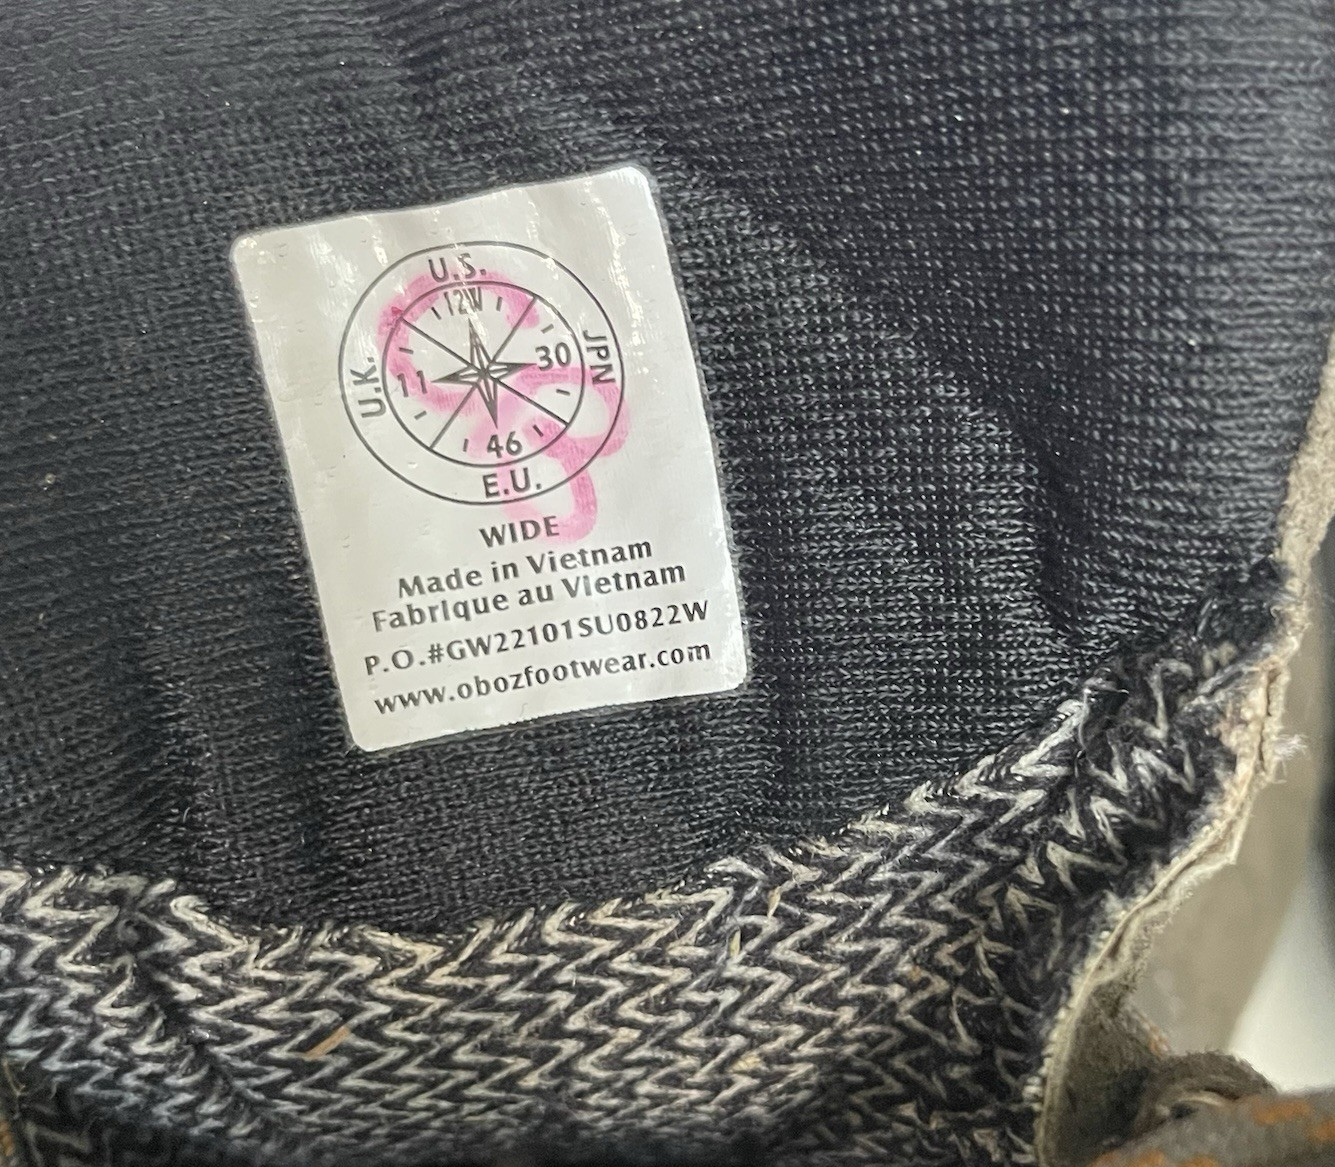 U.S.
12W
JPN
30
U.K.
11
46
E.U.
WIDE
Made in Vietnam
Fabrique au Vietnam
P.O.#GW22101SU0822W
www.obozfootwear.com